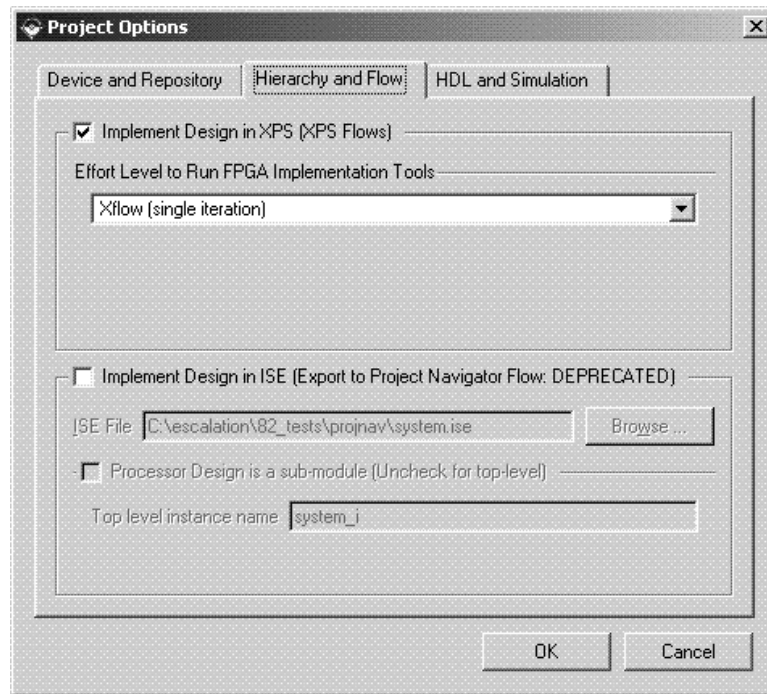 Project Options
Device and Repository Hierarchy and Flow HDL and Simulation
Implement Design in XPS (XPS Flows)
Effort Level to Run FPGA Implementation Tools
Xflow (single iteration)
Implement Design in ISE (Export to Project Navigator Flow: DEPRECATED)
ISE File C:\escalation\82_tests\projnav\system.ise Browse ...
Processor Design is a sub-module (Uncheck for top-level)
Top level instance name system_i
OK Cancel